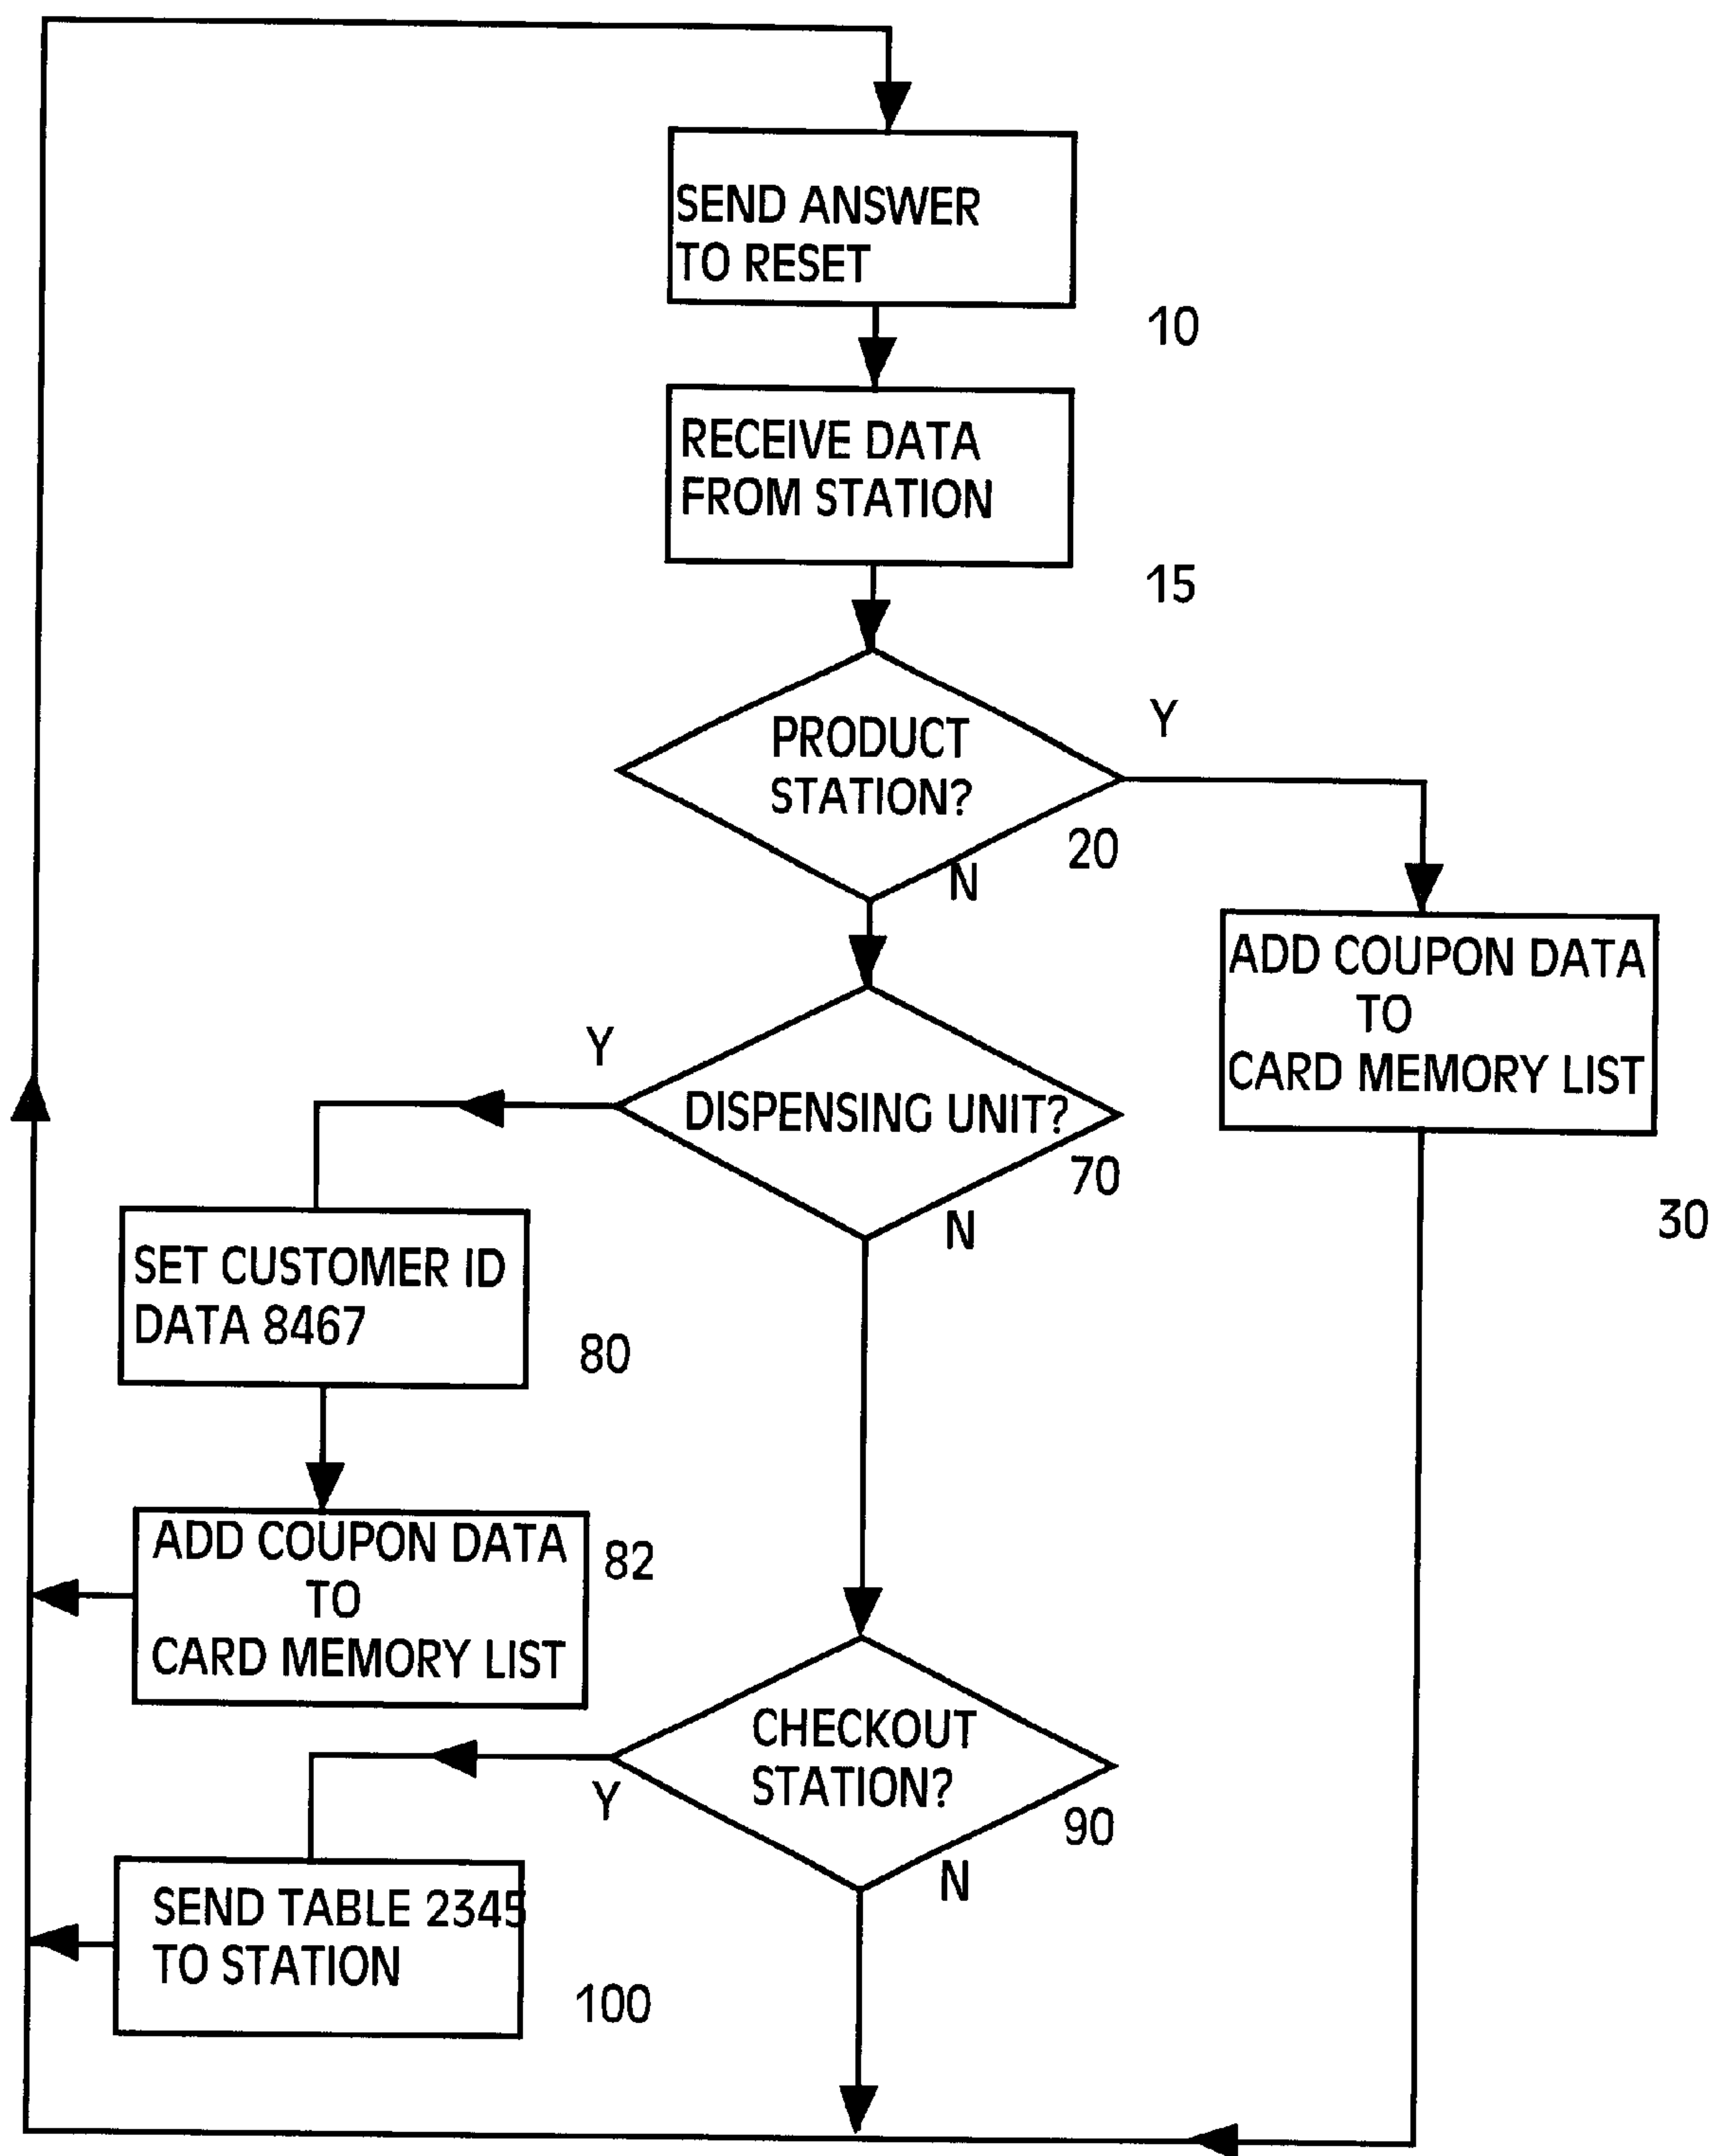 SEND ANSWER
TO RESET
10
RECEIVE DATA
FROM STATION
15
PRODUCT
STATION?
Y
20
N
ADD COUPON DATA
TO
CARD MEMORY LIST
30
DISPENSING UNIT?
Y
70
N
SET CUSTOMER ID
DATA 8467
80
ADD COUPON DATA
TO
CARD MEMORY LIST
82
CHECKOUT
STATION?
Y
90
N
SEND TABLE 2345
TO STATION
100